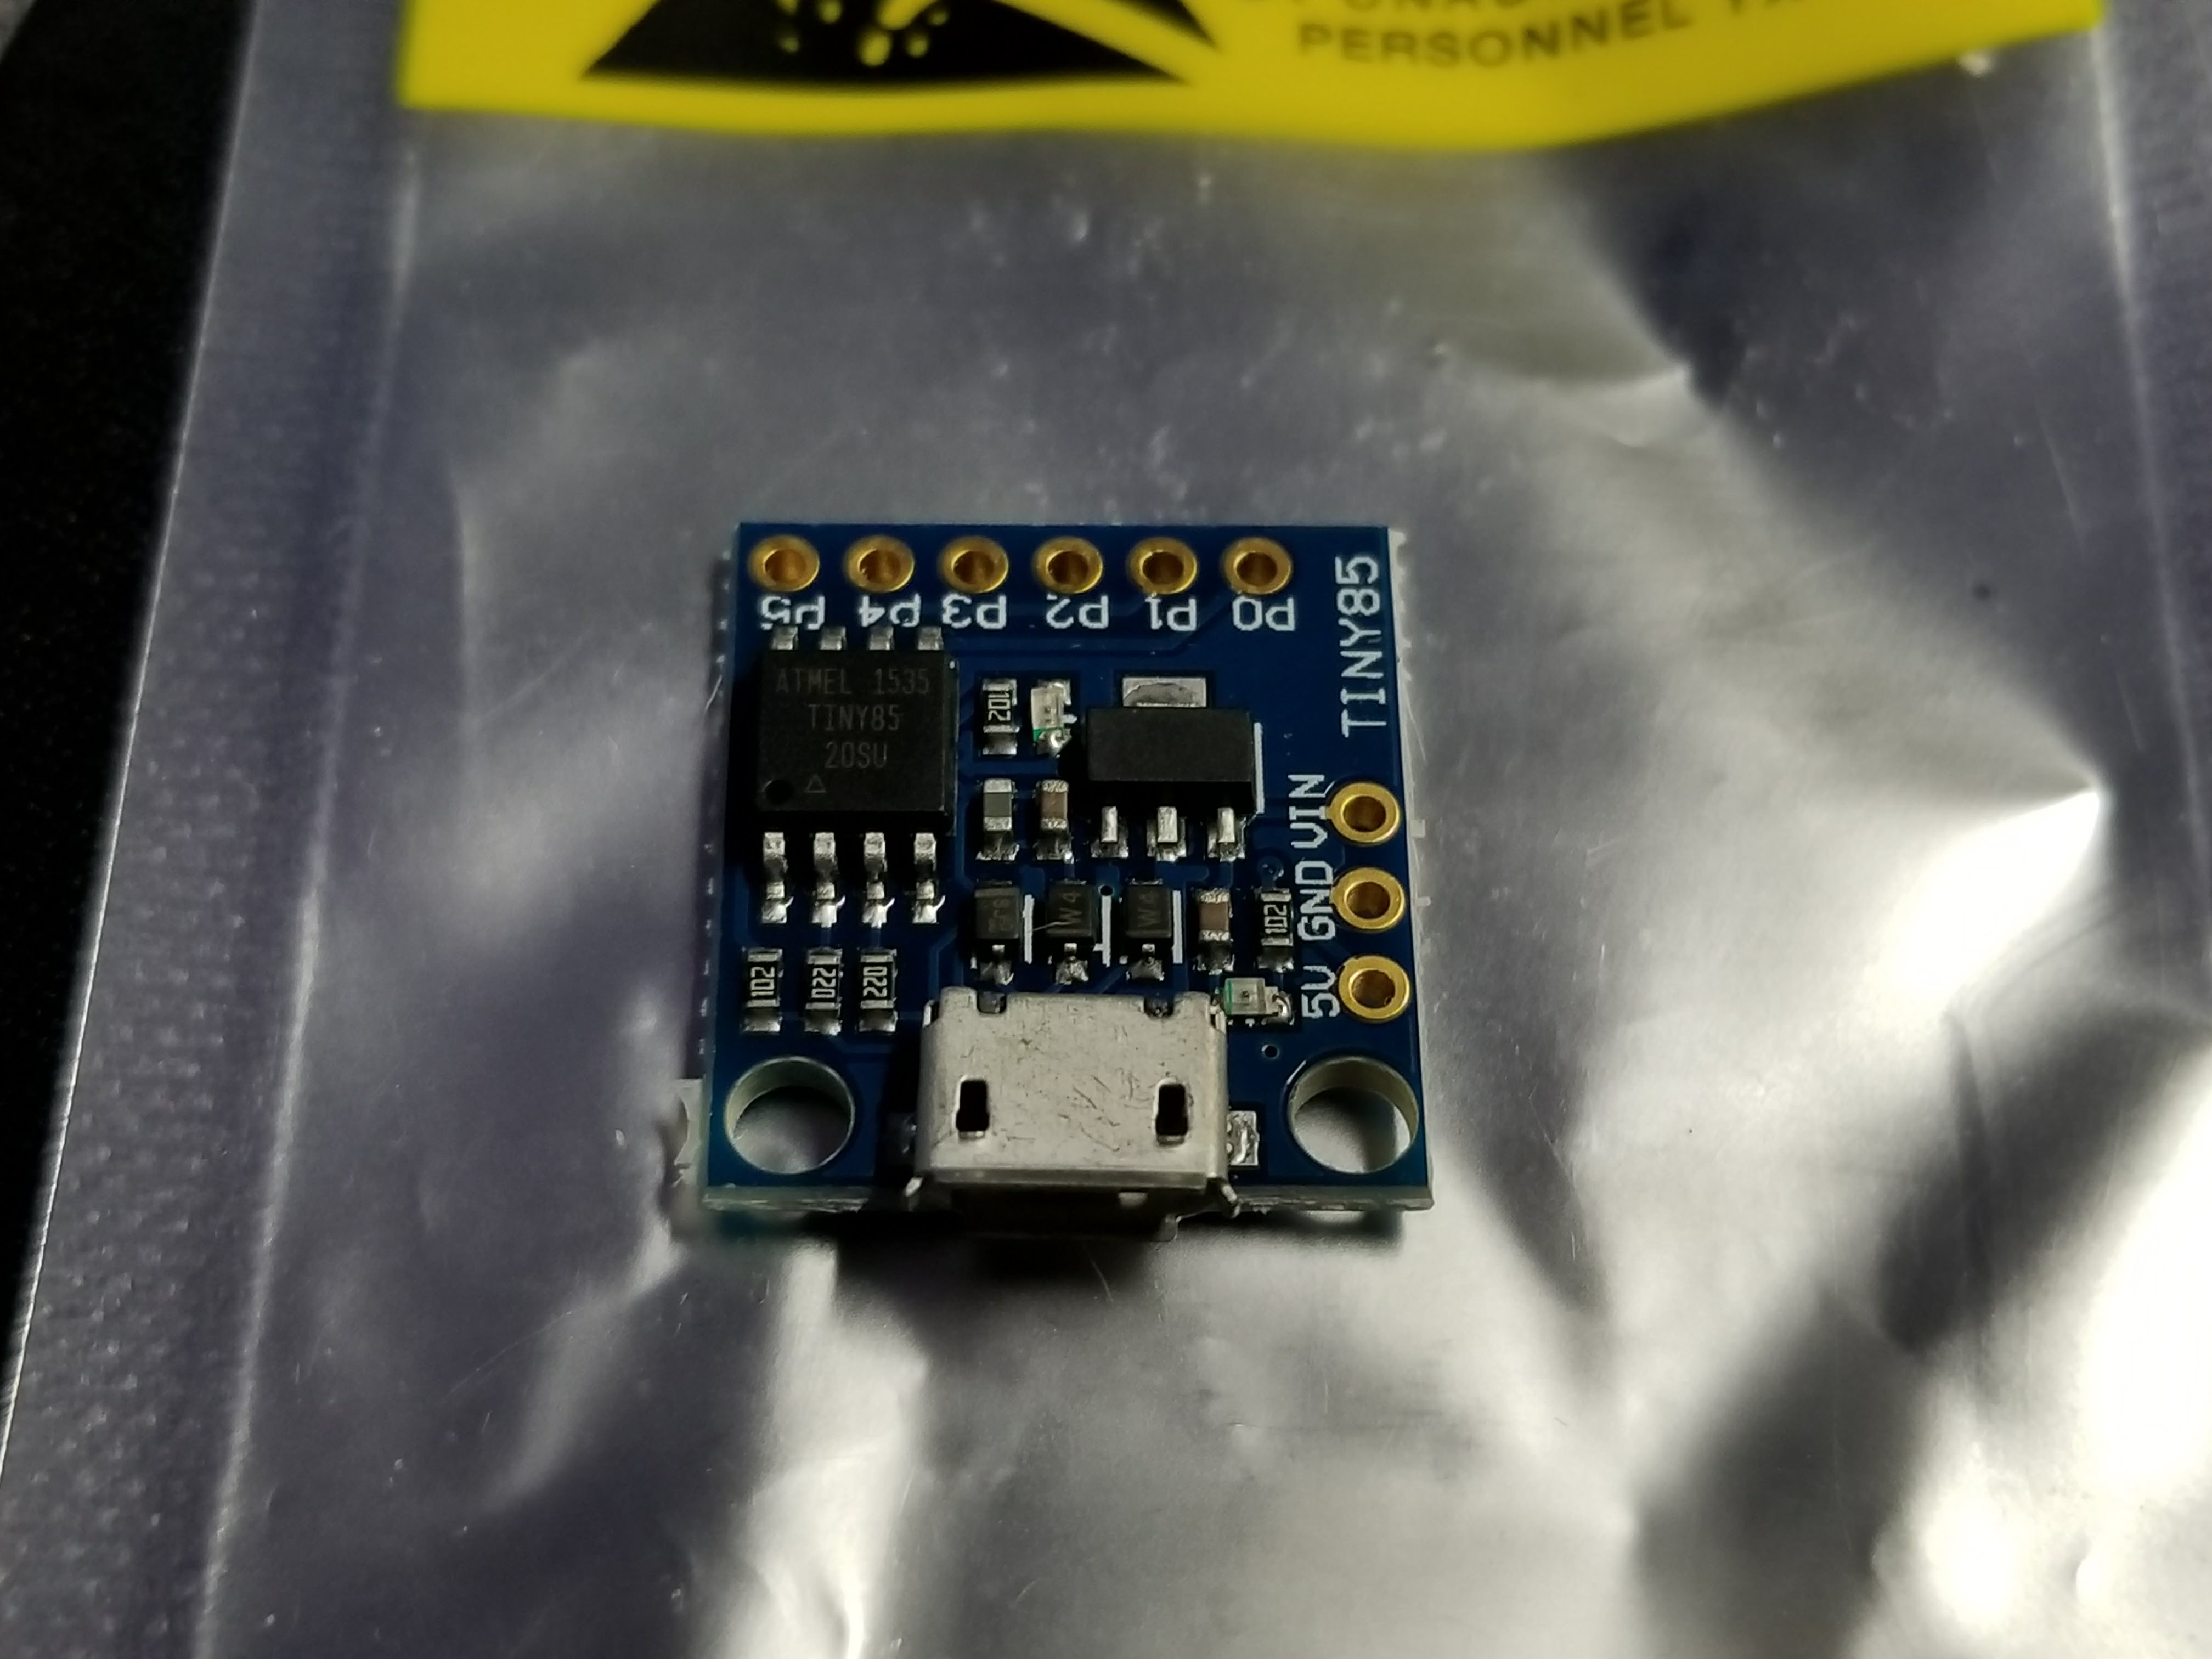 PERSONNEL
P5 P4 P3 P2 P1 P0
TINY85
ATMEL 1535
TINY85
20SU
102
VIN
GND
5V
W4
W4
102
102
220